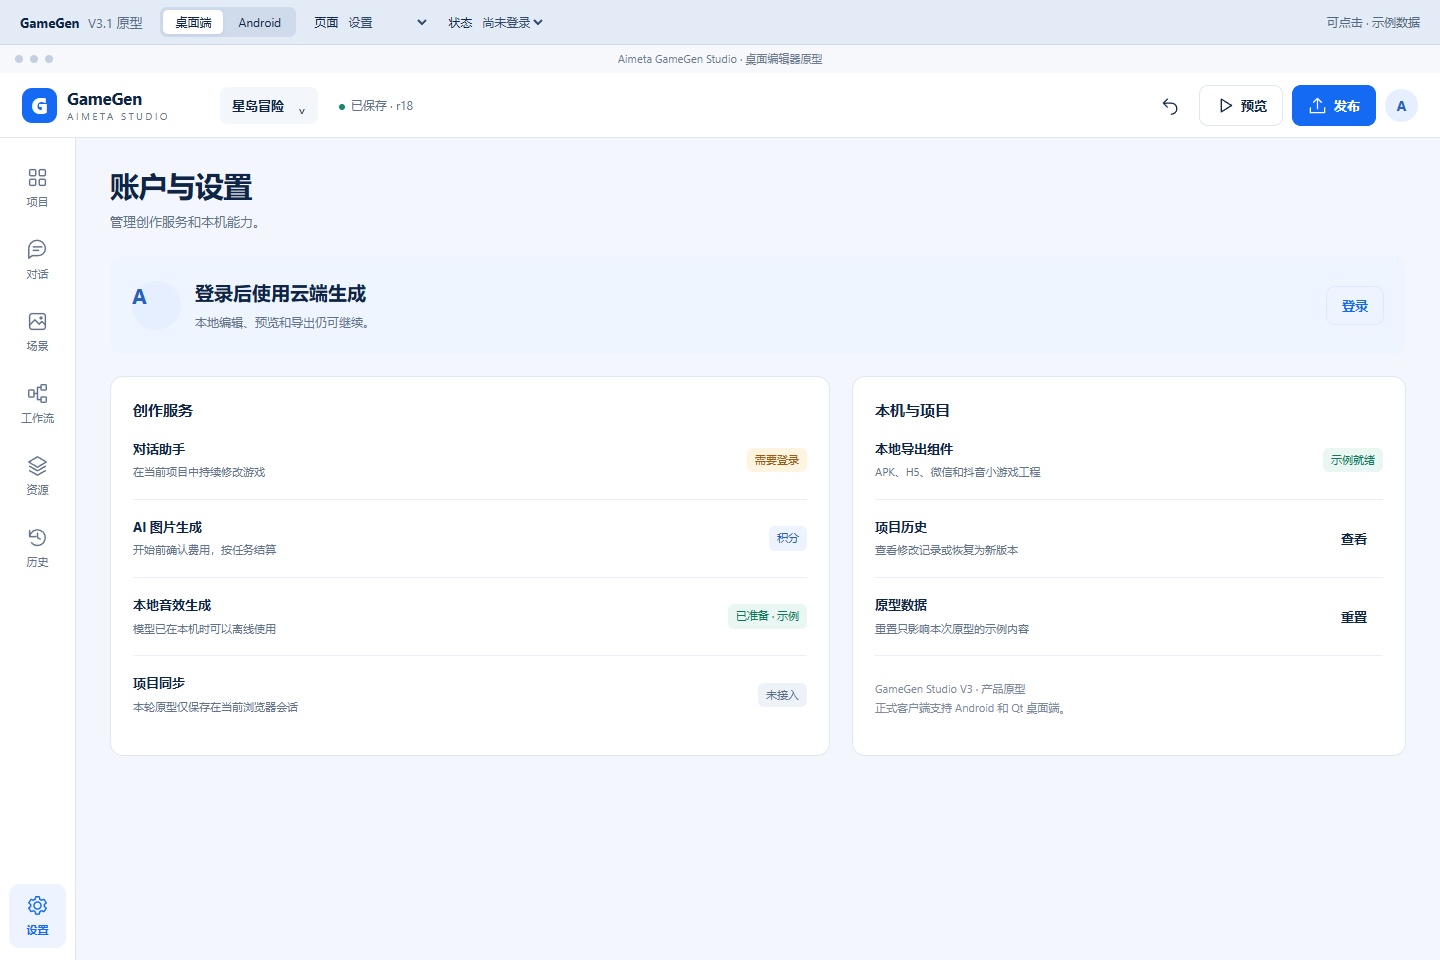 GameGen V3.1 原型 桌面端 Android 页面 设置 状态 尚未登录 可点击 · 示例数据
Aimeta GameGen Studio · 桌面编辑器原型
G GameGen
AIMETA STUDIO
星岛冒险 已保存 · r18 预览 发布 A
项目
对话
场景
工作流
资源
历史
设置
账户与设置
管理创作服务和本机能力。
A
登录后使用云端生成
本地编辑、预览和导出仍可继续。
登录
创作服务
对话助手
在当前项目中持续修改游戏
需要登录
AI 图片生成
开始前确认费用，按任务结算
积分
本地音效生成
模型已在本机时可以离线使用
已准备 · 示例
项目同步
本轮原型仅保存在当前浏览器会话
未接入
本机与项目
本地导出组件
APK、H5、微信和抖音小游戏工程
示例就绪
项目历史
查看修改记录或恢复为新版本
查看
原型数据
重置只影响本次原型的示例内容
重置
GameGen Studio V3 · 产品原型
正式客户端支持 Android 和 Qt 桌面端。